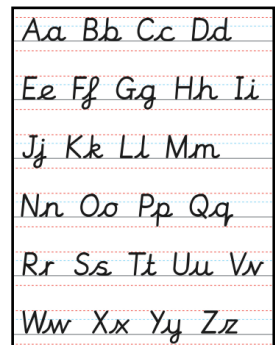 Aa Bb Cc Dd
Ee Ff Gg Hh Ii
Jj Kk Ll Mm
Nn Oo Pp Qq
Rr Ss Tt Uu Vv
Ww Xx Yy Zz